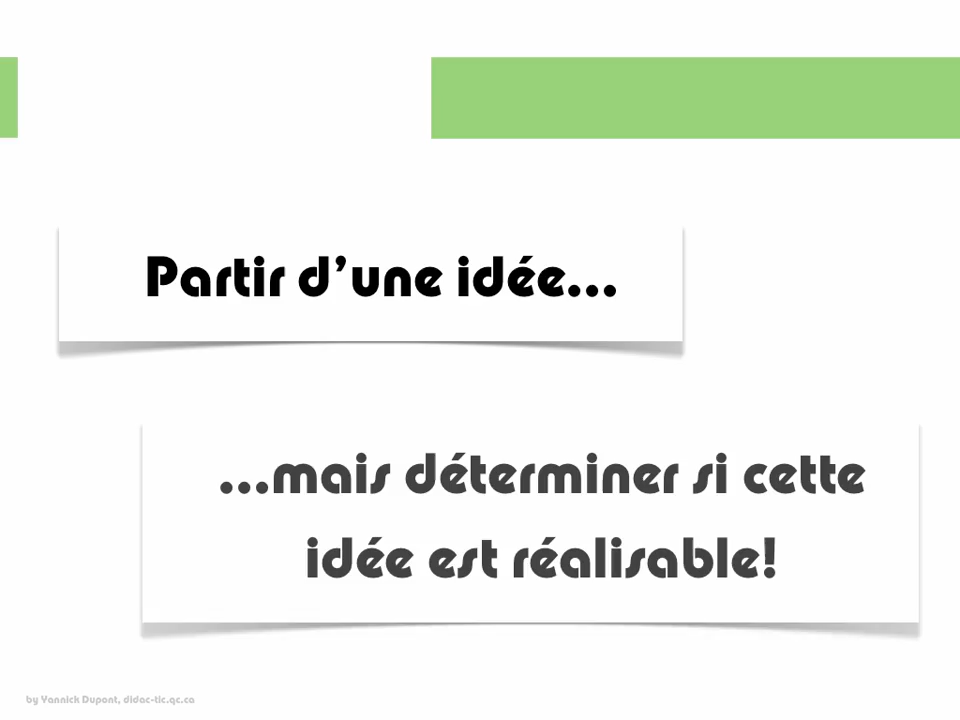 Partir d’une idée...
...mais déterminer si cette
idée est réalisable!
by Yannick Dupont, didac-tic.qc.ca